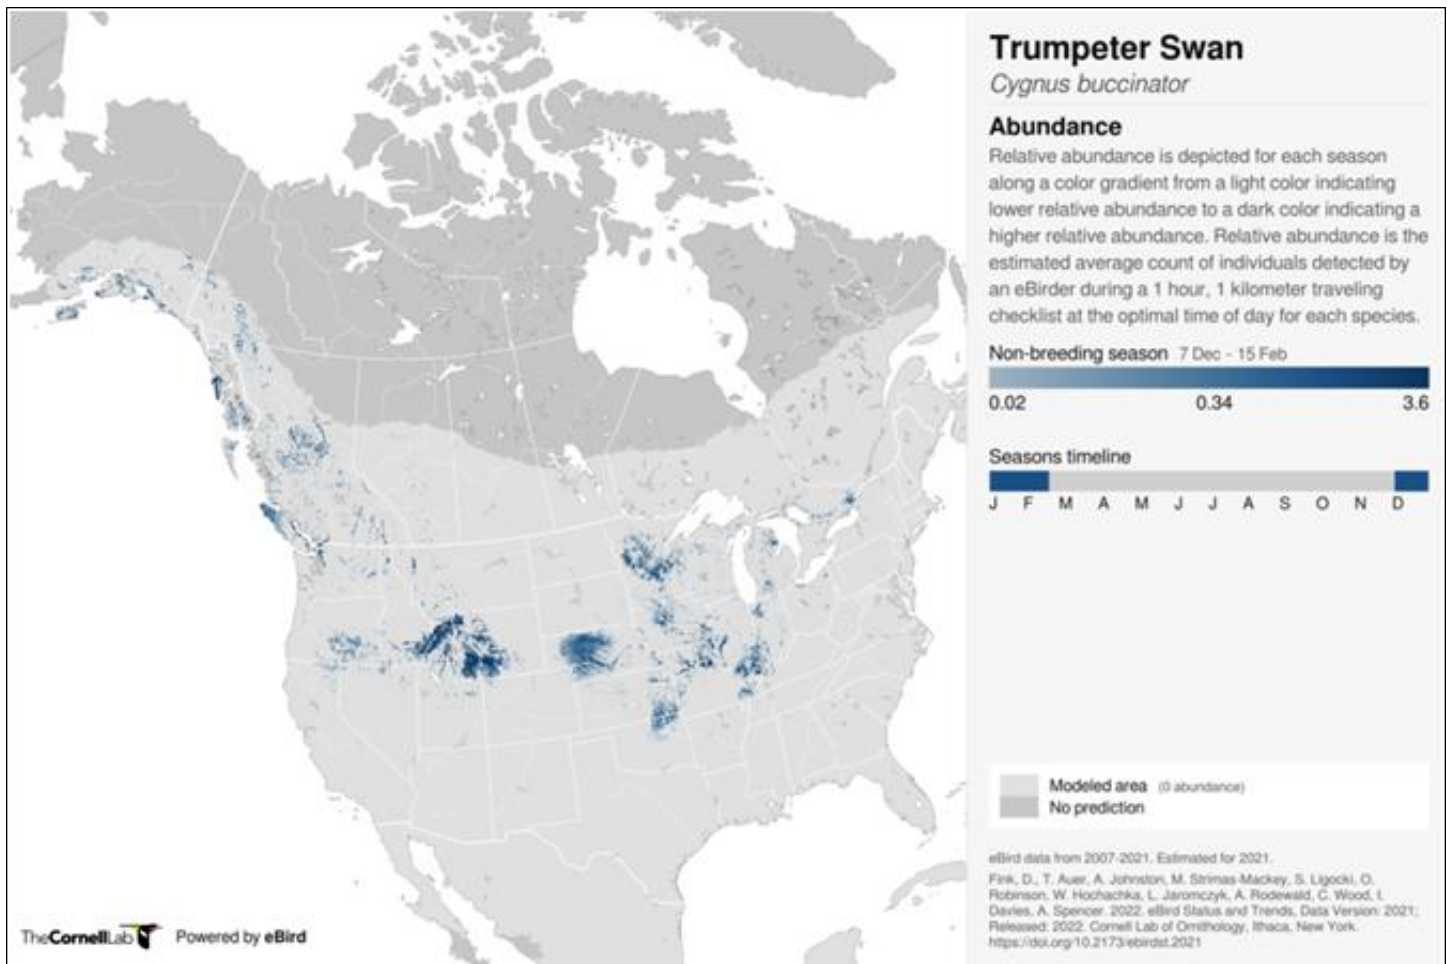 Trumpeter Swan
Cygnus buccinator
Abundance
Relative abundance is depicted for each season
along a color gradient from a light color indicating
lower relative abundance to a dark color indicating a
higher relative abundance. Relative abundance is the
estimated average count of individuals detected by
an eBirder during a 1 hour, 1 kilometer traveling
checklist at the optimal time of day for each species.
Non-breeding season 7 Dec - 15 Feb
0.02 0.34 3.6
Seasons timeline
J F M A M J J A S O N D
Modeled area (0 abundance)
No prediction
eBird data from 2007-2021. Estimated for 2021.
Fink, D., T. Auer, A. Johnston, M. Strimas-Mackey, S. Ligocki, O.
Robinson, W. Hochachka, L. Jaromczyk, A. Rodewald, C. Wood, I.
Davies, A. Spencer. 2022. eBird Status and Trends, Data Version: 2021;
Released: 2022. Cornell Lab of Ornithology, Ithaca, New York.
https://doi.org/10.2173/ebirdst.2021
TheCornellLab Powered by eBird